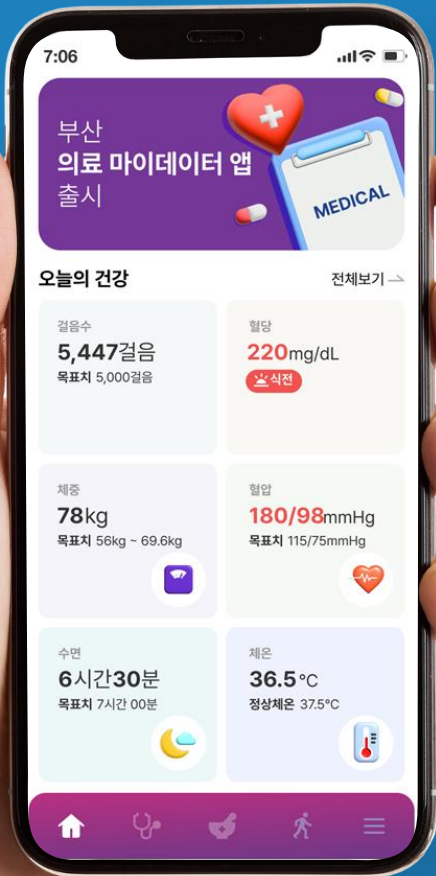 7:06
부산
의료 마이데이터 앱
출시
MEDICAL
오늘의 건강
전체보기
걸음수
5,447걸음
목표치 5,000걸음
혈당
220mg/dL
식전
체중
78kg
목표치 56kg ~ 69.6kg
혈압
180/98mmHg
목표치 115/75mmHg
수면
6시간30분
목표치 7시간 00분
체온
36.5°C
정상체온 37.5°C